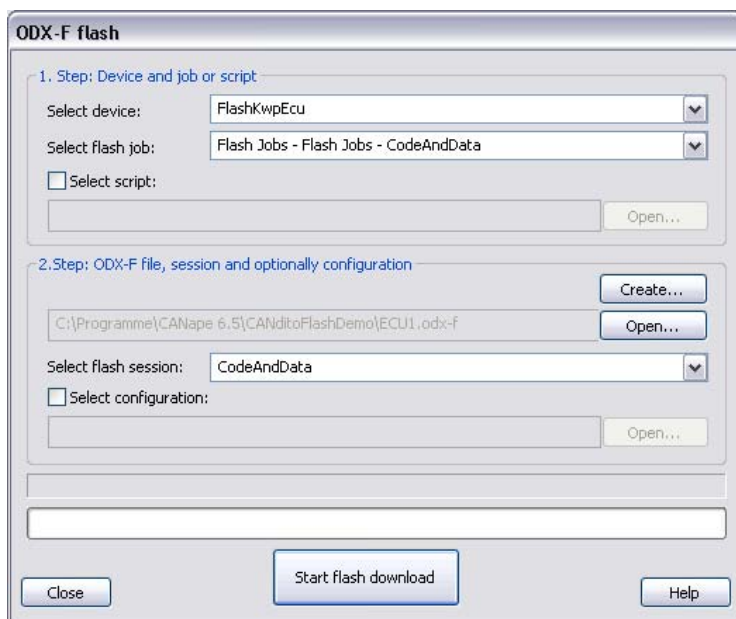 ODX-F flash
1. Step: Device and job or script
Select device: FlashKwpEcu
Select flash job: Flash Jobs - Flash Jobs - CodeAndData
Select script:
Open...
2.Step: ODX-F file, session and optionally configuration
Create...
C:\Programme\CANape 6.5\CANditoFlashDemo\ECU1.odx-f Open...
Select flash session: CodeAndData
Select configuration:
Open...
Start flash download
Close Help